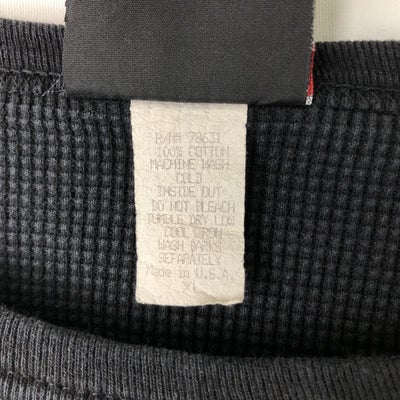 R/N# 78631
100% COTTON
MACHINE WASH
COLD
INSIDE OUT
DO NOT BLEACH
TUMBLE DRY LOW
COOL IRON
WASH DARKS
SEPARATELY
Made in U.S.A.
XL